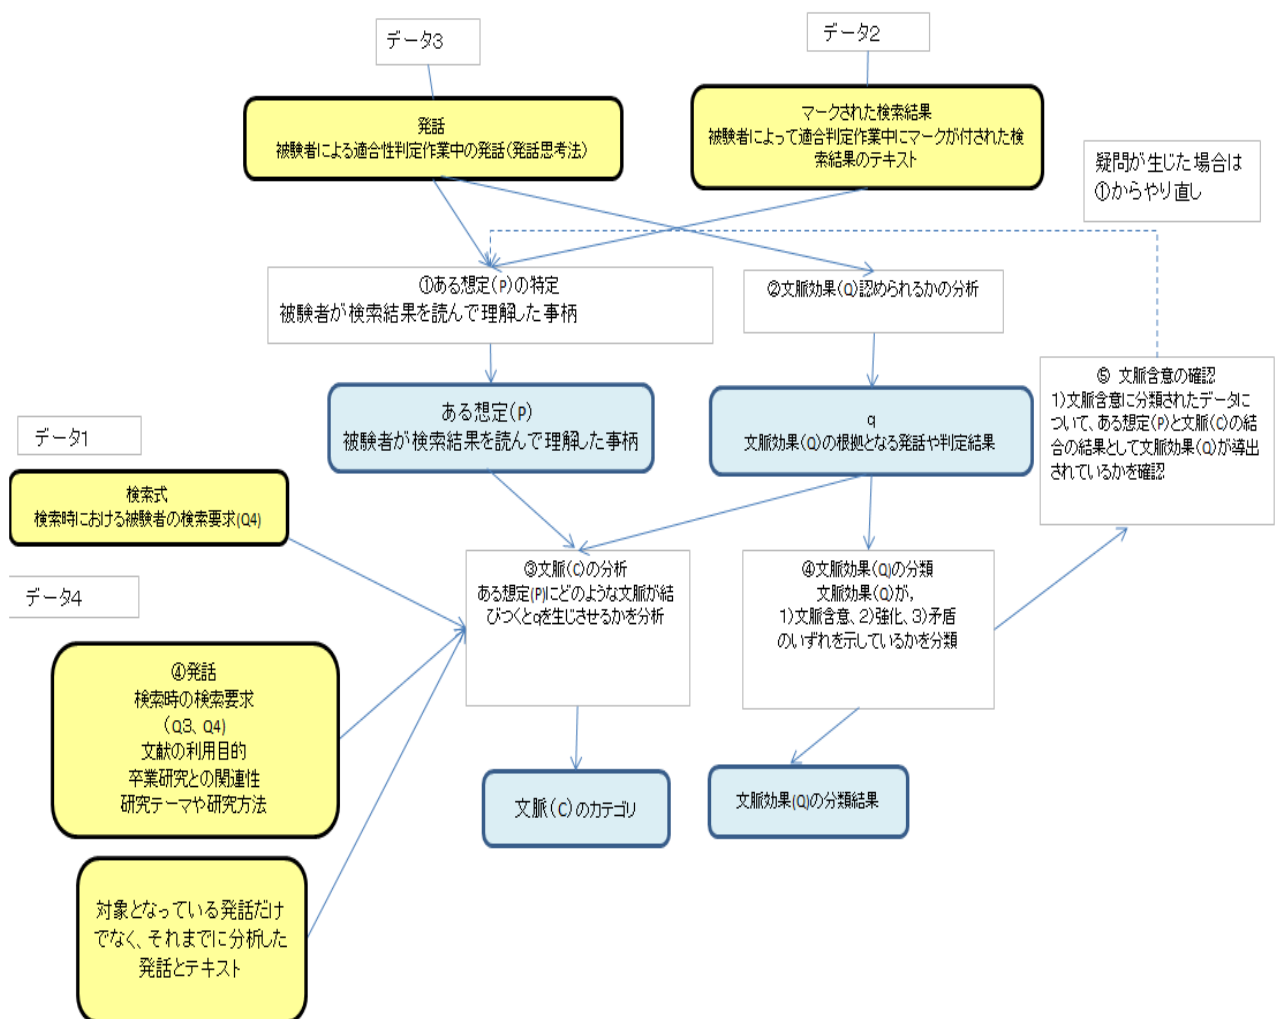 データ3
データ2
発話
被験者による適合性判定作業中の発話(発話思考法)
マークされた検索結果
被験者によって適合判定作業中にマークが付された検
索結果のテキスト
疑問が生じた場合は
①からやり直し
①ある想定(P)の特定
被験者が検索結果を読んで理解した事柄
②文脈効果(Q)認められるかの分析
ある想定(P)
被験者が検索結果を読んで理解した事柄
q
文脈効果(Q)の根拠となる発話や判定結果
⑤ 文脈含意の確認
1)文脈含意に分類されたデータに
ついて、ある想定(P)と文脈(C)の結
合の結果として文脈効果(Q)が導出
されているかを確認
データ1
検索式
検索時における被験者の検索要求(Q4)
データ4
③文脈(C)の分析
ある想定(P)にどのような文脈が結
びつくとqを生じさせるかを分析
④文脈効果(Q)の分類
文脈効果(Q)が,
1)文脈含意、2)強化、3)矛盾
のいずれを示しているかを分類
④発話
検索時の検索要求
(Q3、Q4)
文献の利用目的
卒業研究との関連性
研究テーマや研究方法
文脈(C)のカテゴリ
文脈効果(Q)の分類結果
対象となっている発話だけ
でなく、それまでに分析した
発話とテキスト